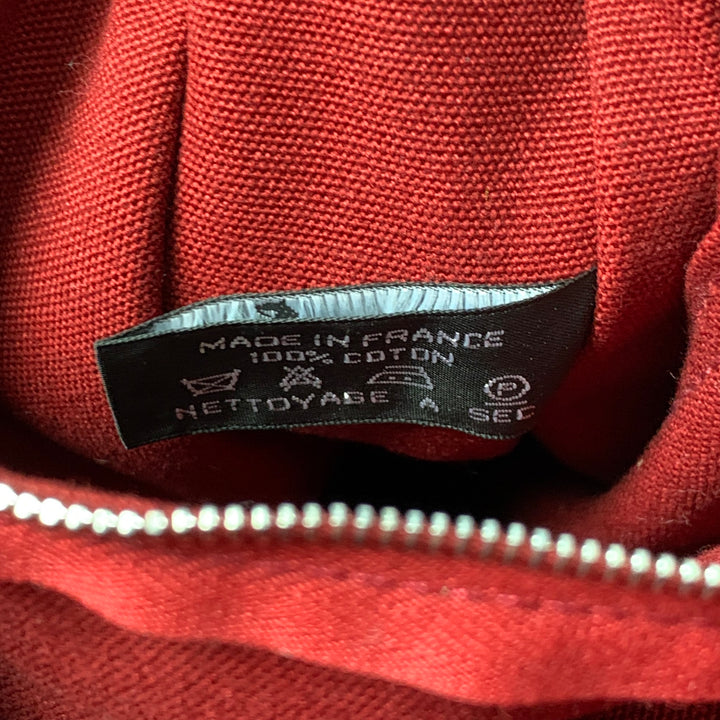 MADE IN FRANCE
100% COTON
P
NETTOYAGE A SEC